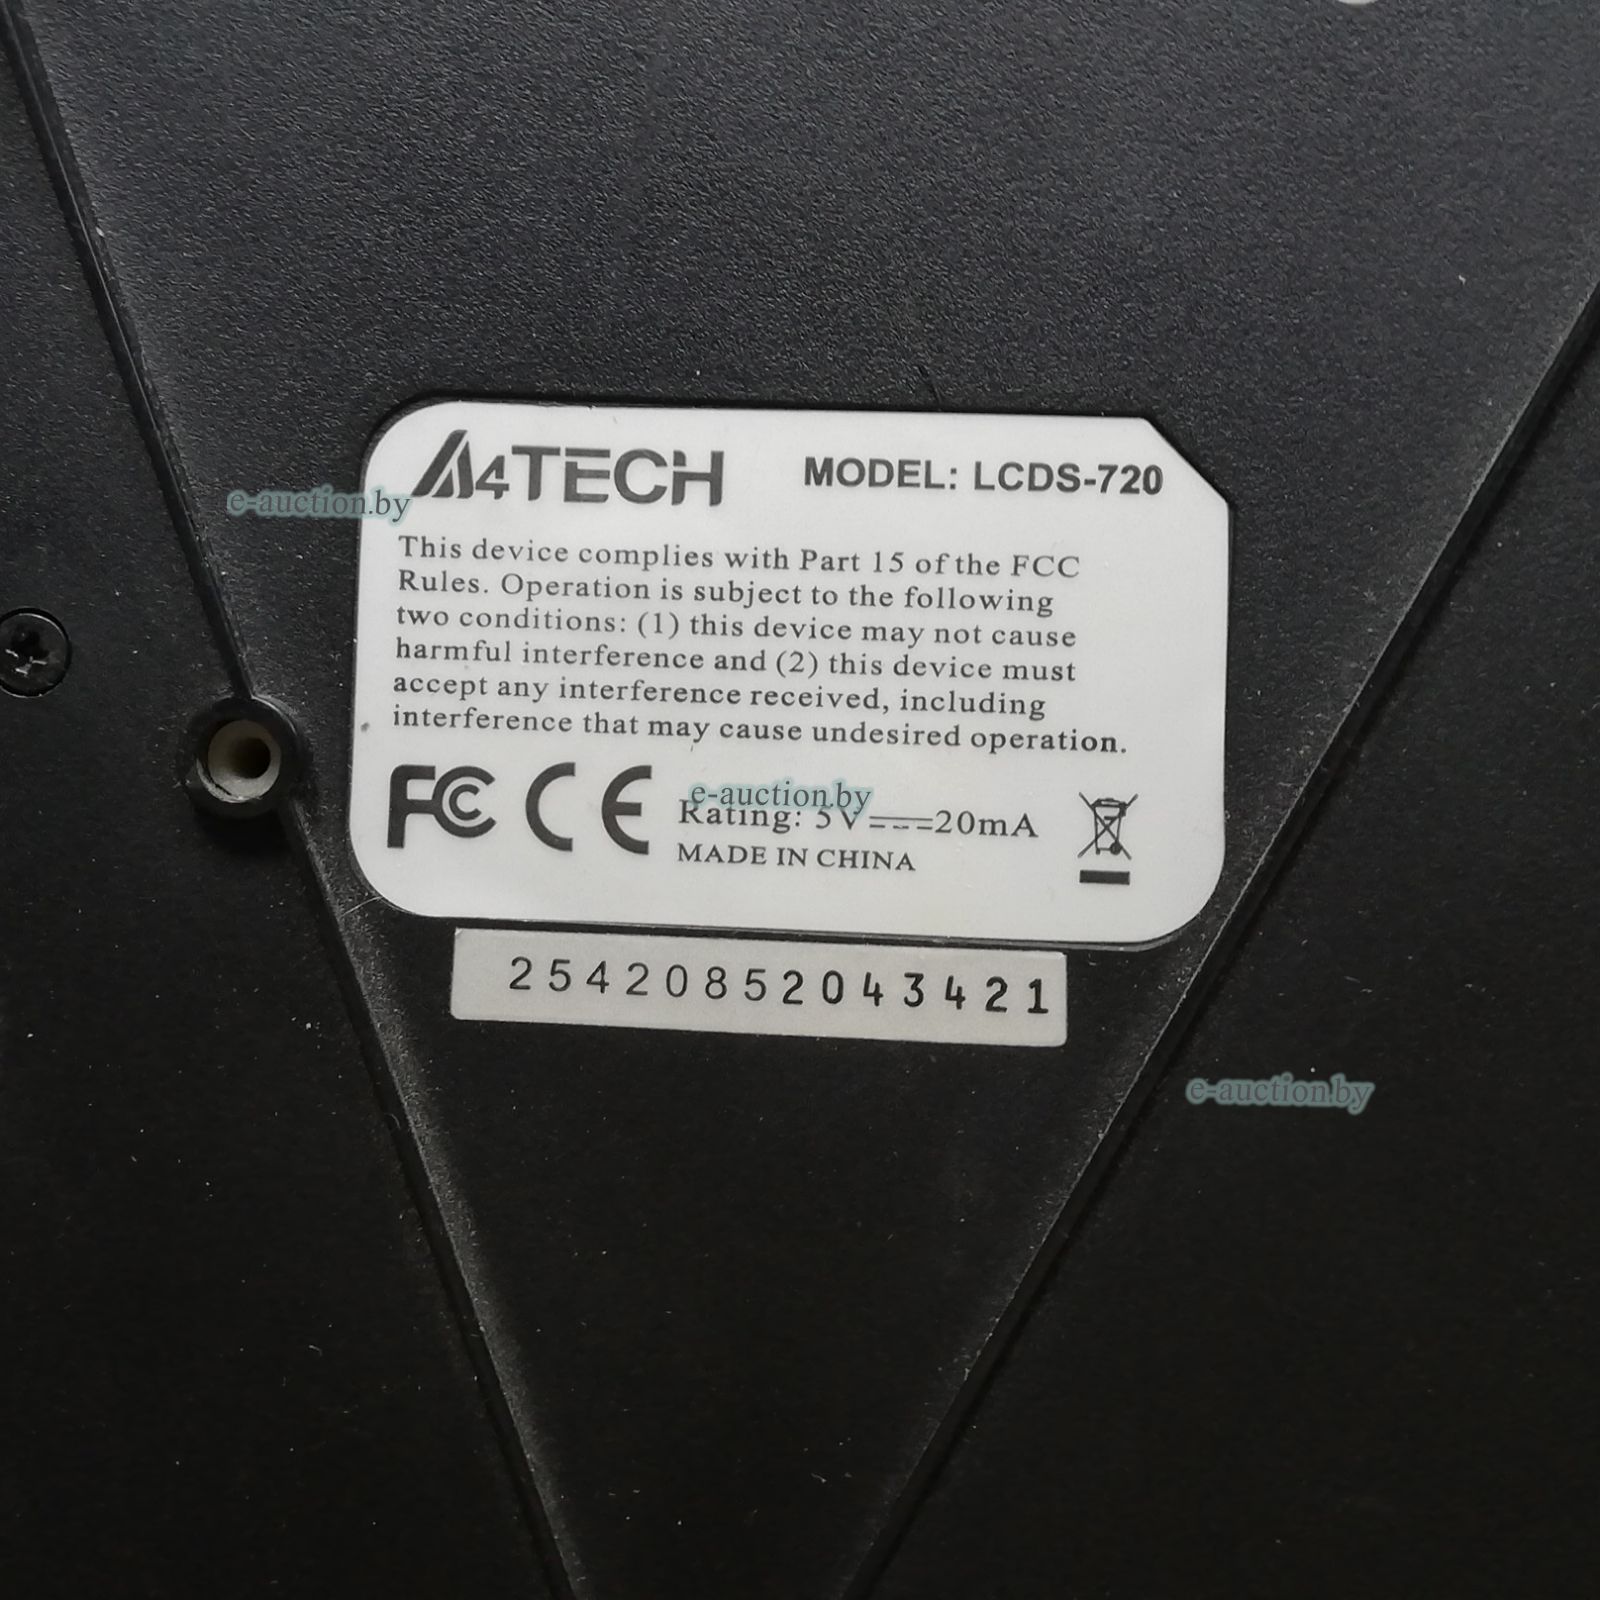 A4TECH MODEL: LCDS-720
This device complies with Part 15 of the FCC
Rules. Operation is subject to the following
two conditions: (1) this device may not cause
harmful interference and (2) this device must
accept any interference received, including
interference that may cause undesired operation.
FC CE
Rating: 5V⎓20mA
MADE IN CHINA
25420852043421
e-auction.by
e-auction.by
e-auction.by